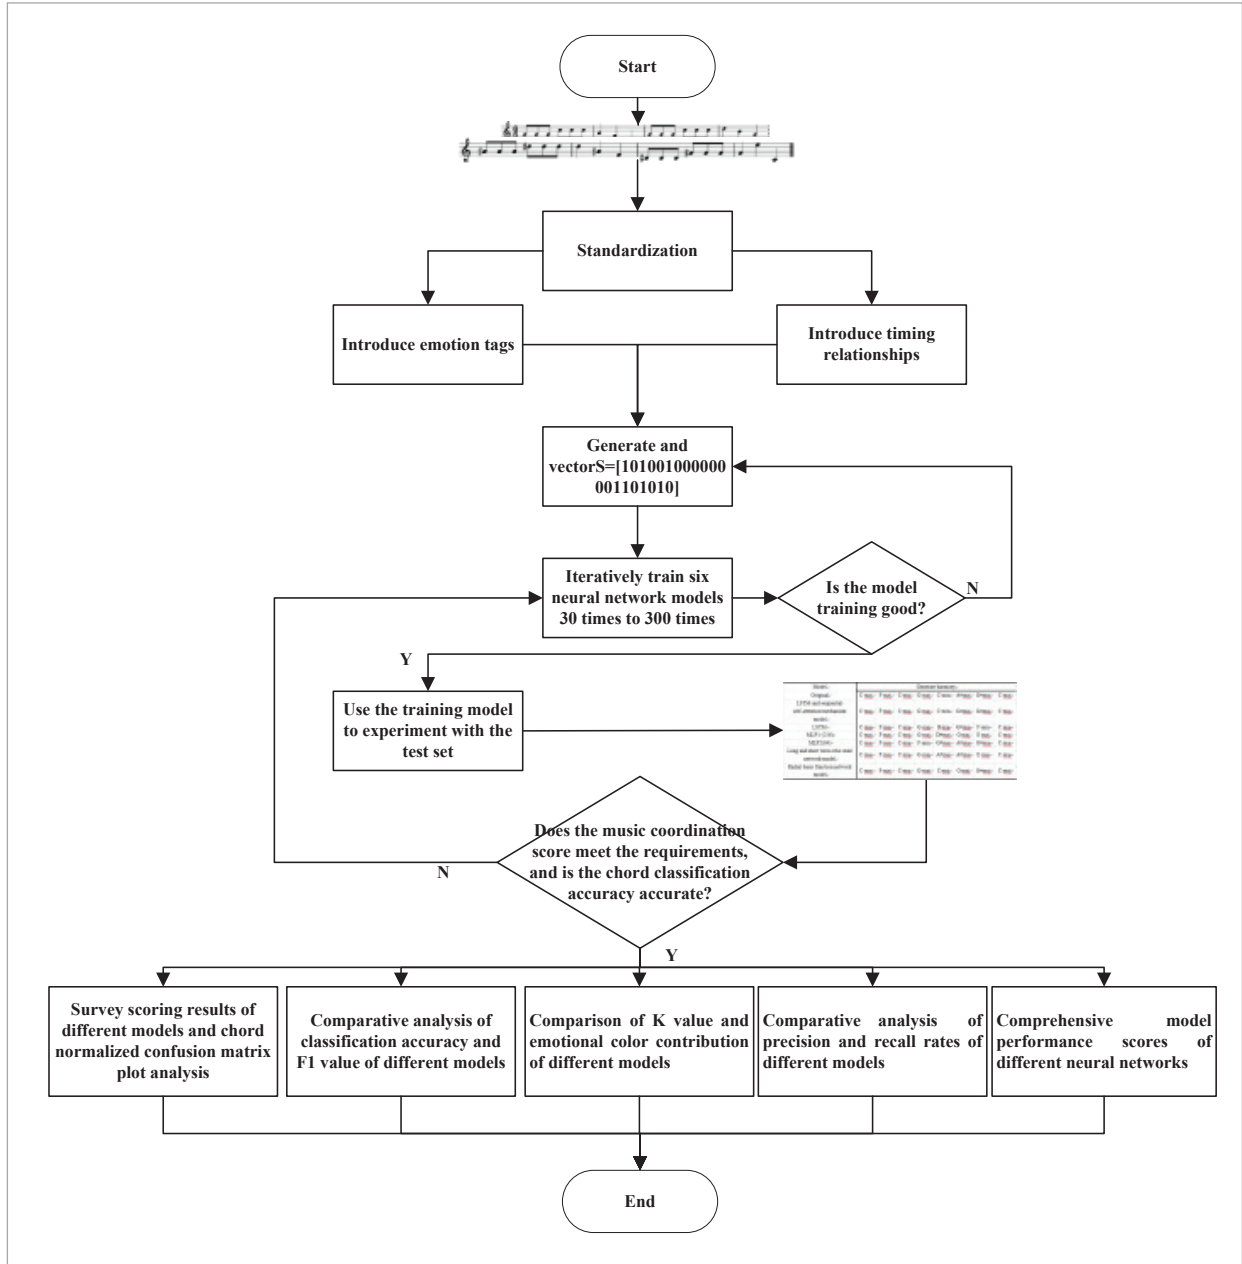 Start
Standardization
Introduce emotion tags
Introduce timing
relationships
Generate and
vectorS=[101001000000
001101010]
Iteratively train six
neural network models
30 times to 300 times
Is the model
training good?
N
Y
Use the training model
to experiment with the
test set
Does the music coordination
score meet the requirements,
and is the chord classification
accuracy accurate?
N
Y
Survey scoring results of
different models and chord
normalized confusion matrix
plot analysis
Comparative analysis of
classification accuracy and
F1 value of different models
Comparison of K value and
emotional color contribution
of different models
Comparative analysis of
precision and recall rates of
different models
Comprehensive model
performance scores of
different neural networks
End